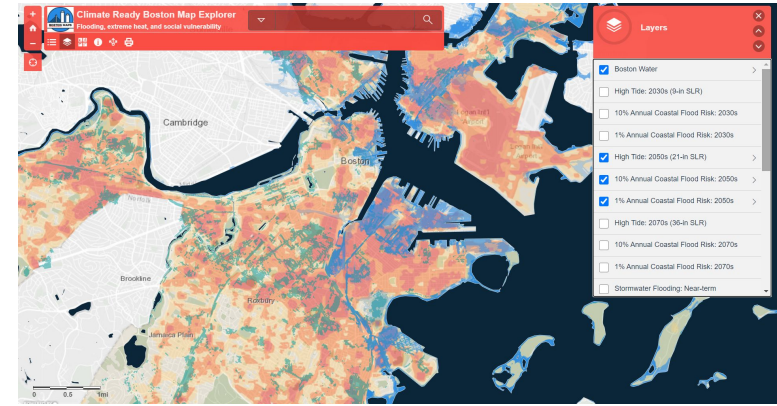 Climate Ready Boston Map Explorer
Flooding, extreme heat, and social vulnerability
Layers
Boston Water
High Tide: 2030s (9-in SLR)
10% Annual Coastal Flood Risk: 2030s
1% Annual Coastal Flood Risk: 2030s
High Tide: 2050s (21-in SLR)
10% Annual Coastal Flood Risk: 2050s
1% Annual Coastal Flood Risk: 2050s
High Tide: 2070s (36-in SLR)
10% Annual Coastal Flood Risk: 2070s
1% Annual Coastal Flood Risk: 2070s
Stormwater Flooding: Near-term
Cambridge
Boston
Brookline
Roxbury
Jamaica Plain
0 0.5 1mi